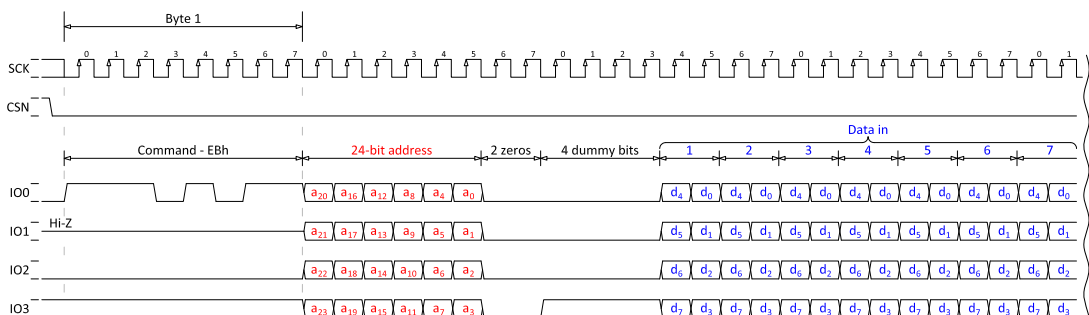 Byte 1
0 1 2 3 4 5 6 7 0 1 2 3 4 5 6 7 0 1 2 3 4 5 6 7 0 1 2 3 4 5 6 7 0 1
SCK
CSN
Data in
Command - EBh 24-bit address 2 zeros 4 dummy bits 1 2 3 4 5 6 7
IO0 a20 a16 a12 a8 a4 a0 d4 d0 d4 d0 d4 d0 d4 d0 d4 d0 d4 d0 d4 d0
Hi-Z
IO1 a21 a17 a13 a9 a5 a1 d5 d1 d5 d1 d5 d1 d5 d1 d5 d1 d5 d1 d5 d1
IO2 a22 a18 a14 a10 a6 a2 d6 d2 d6 d2 d6 d2 d6 d2 d6 d2 d6 d2 d6 d2
IO3 a23 a19 a15 a11 a7 a3 d7 d3 d7 d3 d7 d3 d7 d3 d7 d3 d7 d3 d7 d3